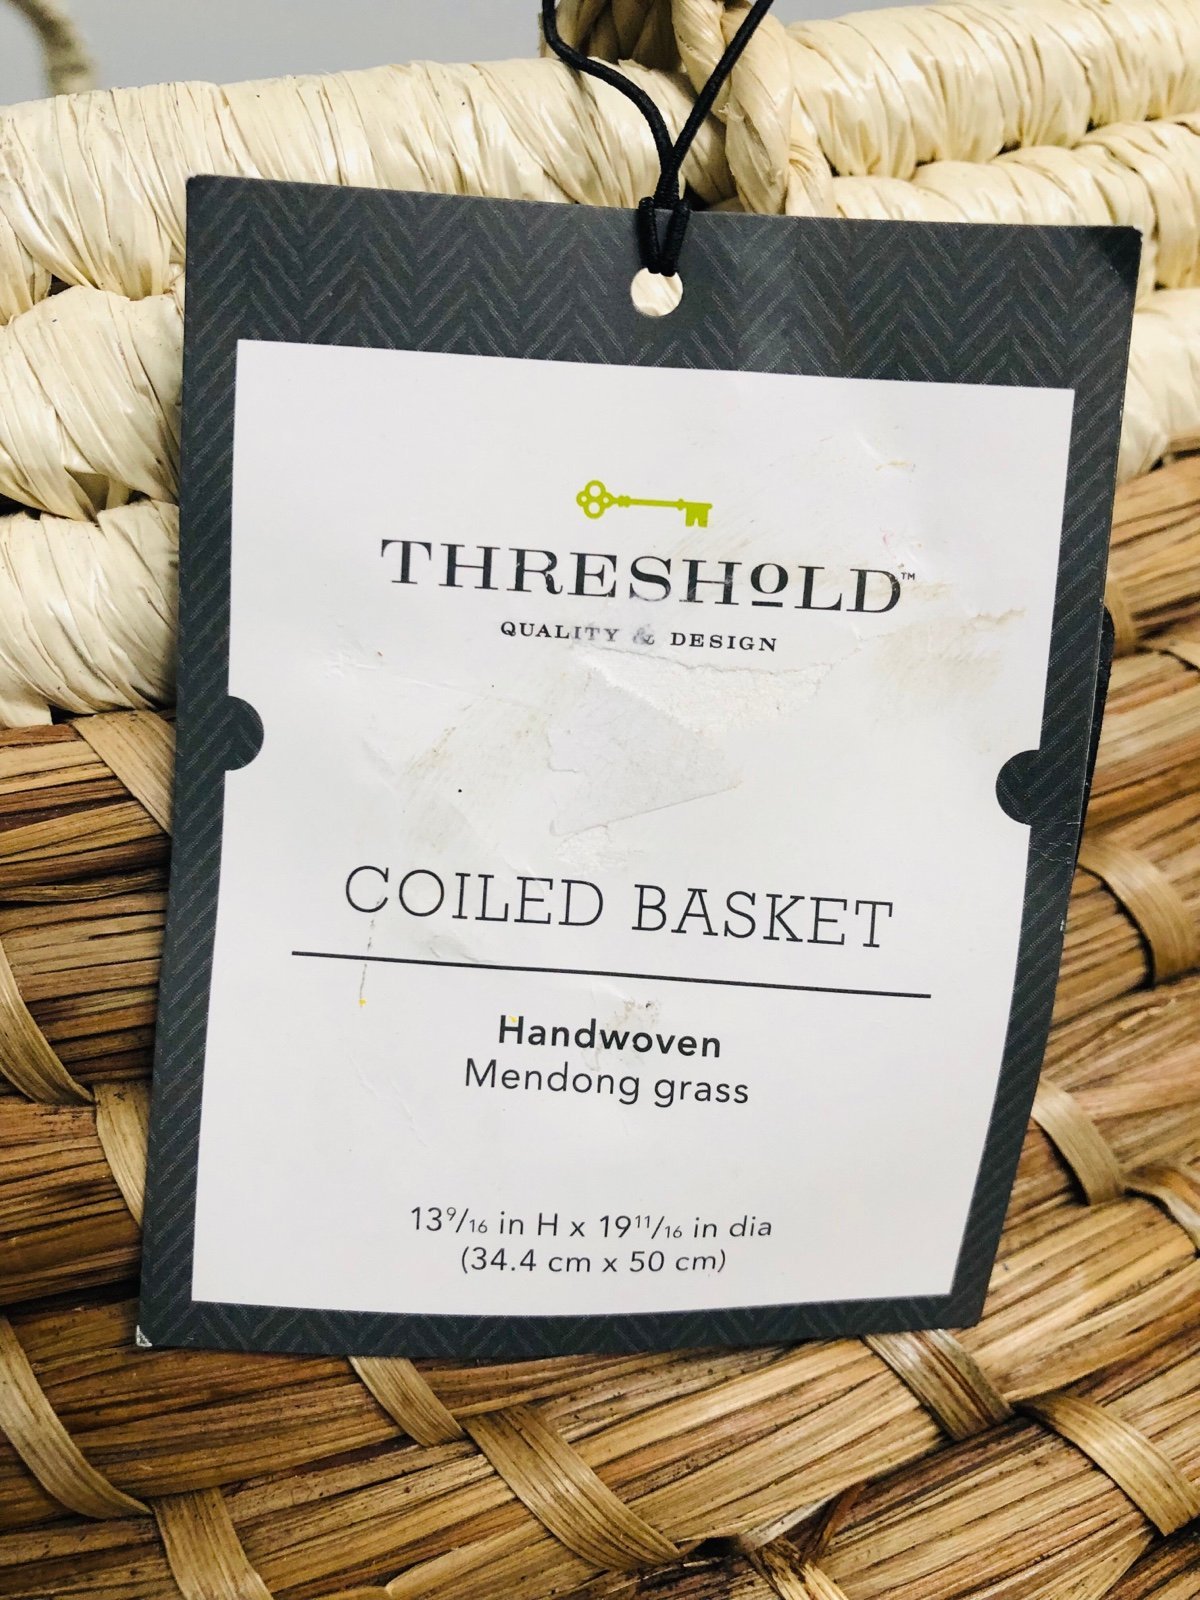 THRESHOLD™
QUALITY & DESIGN
COILED BASKET
Handwoven
Mendong grass
13⁹/₁₆ in H x 19¹¹/₁₆ in dia
(34.4 cm x 50 cm)